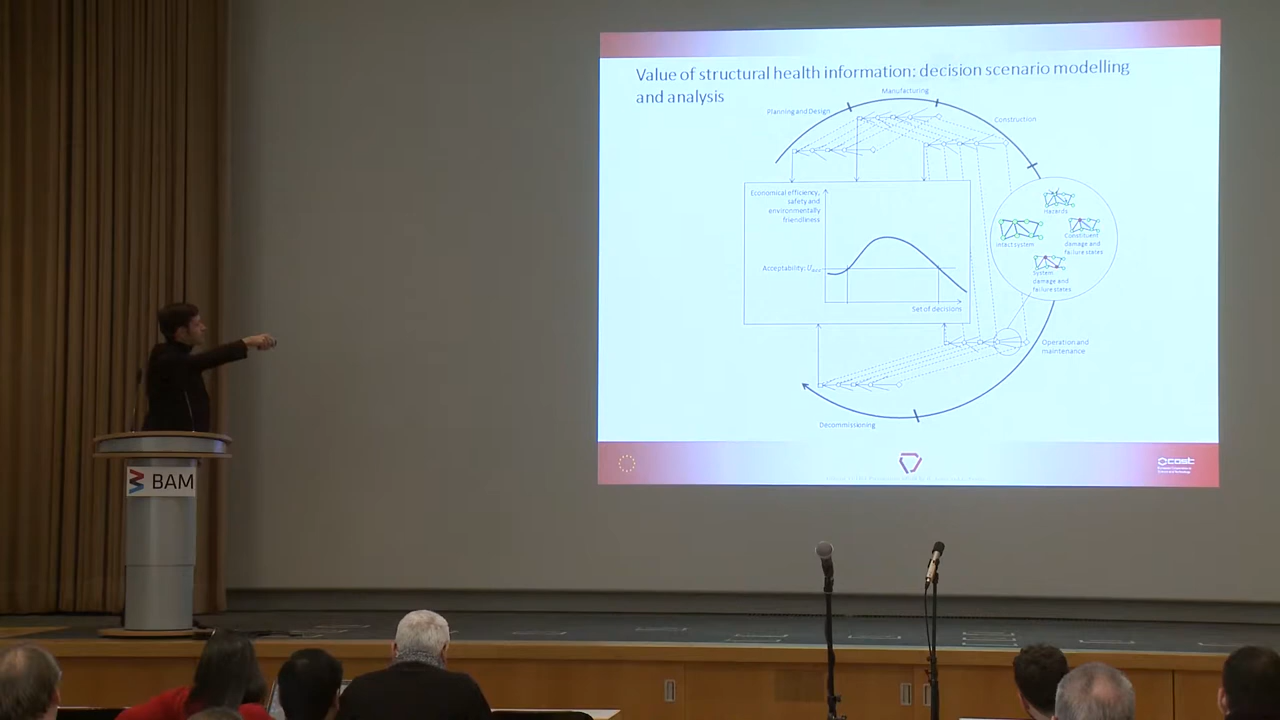 Value of structural health information: decision scenario modelling
and analysis
Manufacturing
Planning and Design
Construction
Economical efficiency,
safety and
environmentally
friendliness
Hazards
intact system
Constituent
damage and
failure states
System
damage and
failure states
Acceptability: U
Set of decisions
Operation and
maintenance
Decommissioning
cost
BAM